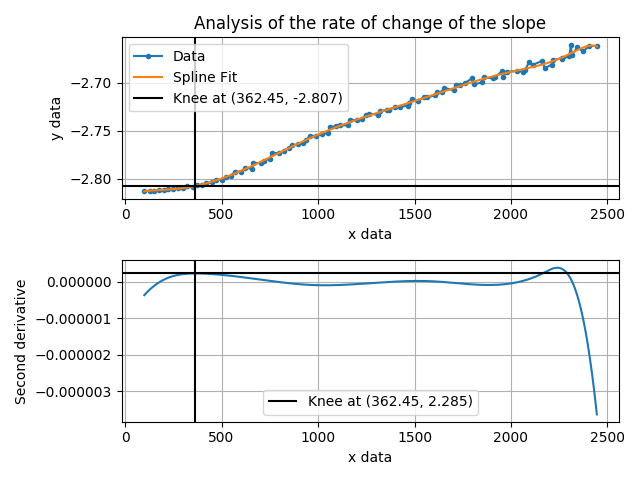 Analysis of the rate of change of the slope
Data
Spline Fit
Knee at (362.45, -2.807)
y data
−2.70
−2.75
−2.80
0
500
1000
1500
2000
2500
x data
Second derivative
0.000000
−0.000001
−0.000002
−0.000003
Knee at (362.45, 2.285)
0
500
1000
1500
2000
2500
x data